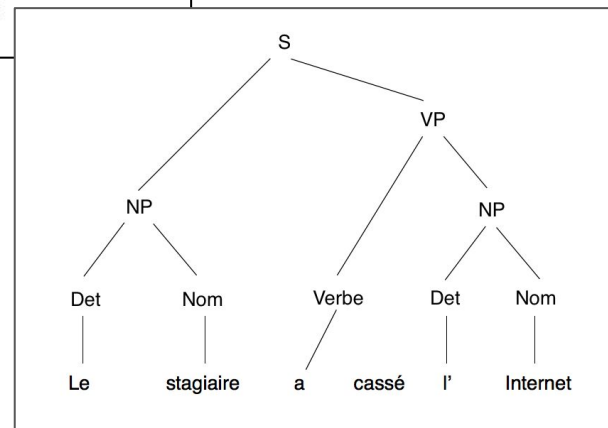 S
VP
NP NP
Det Nom Verbe Det Nom
Le stagiaire a cassé l' Internet